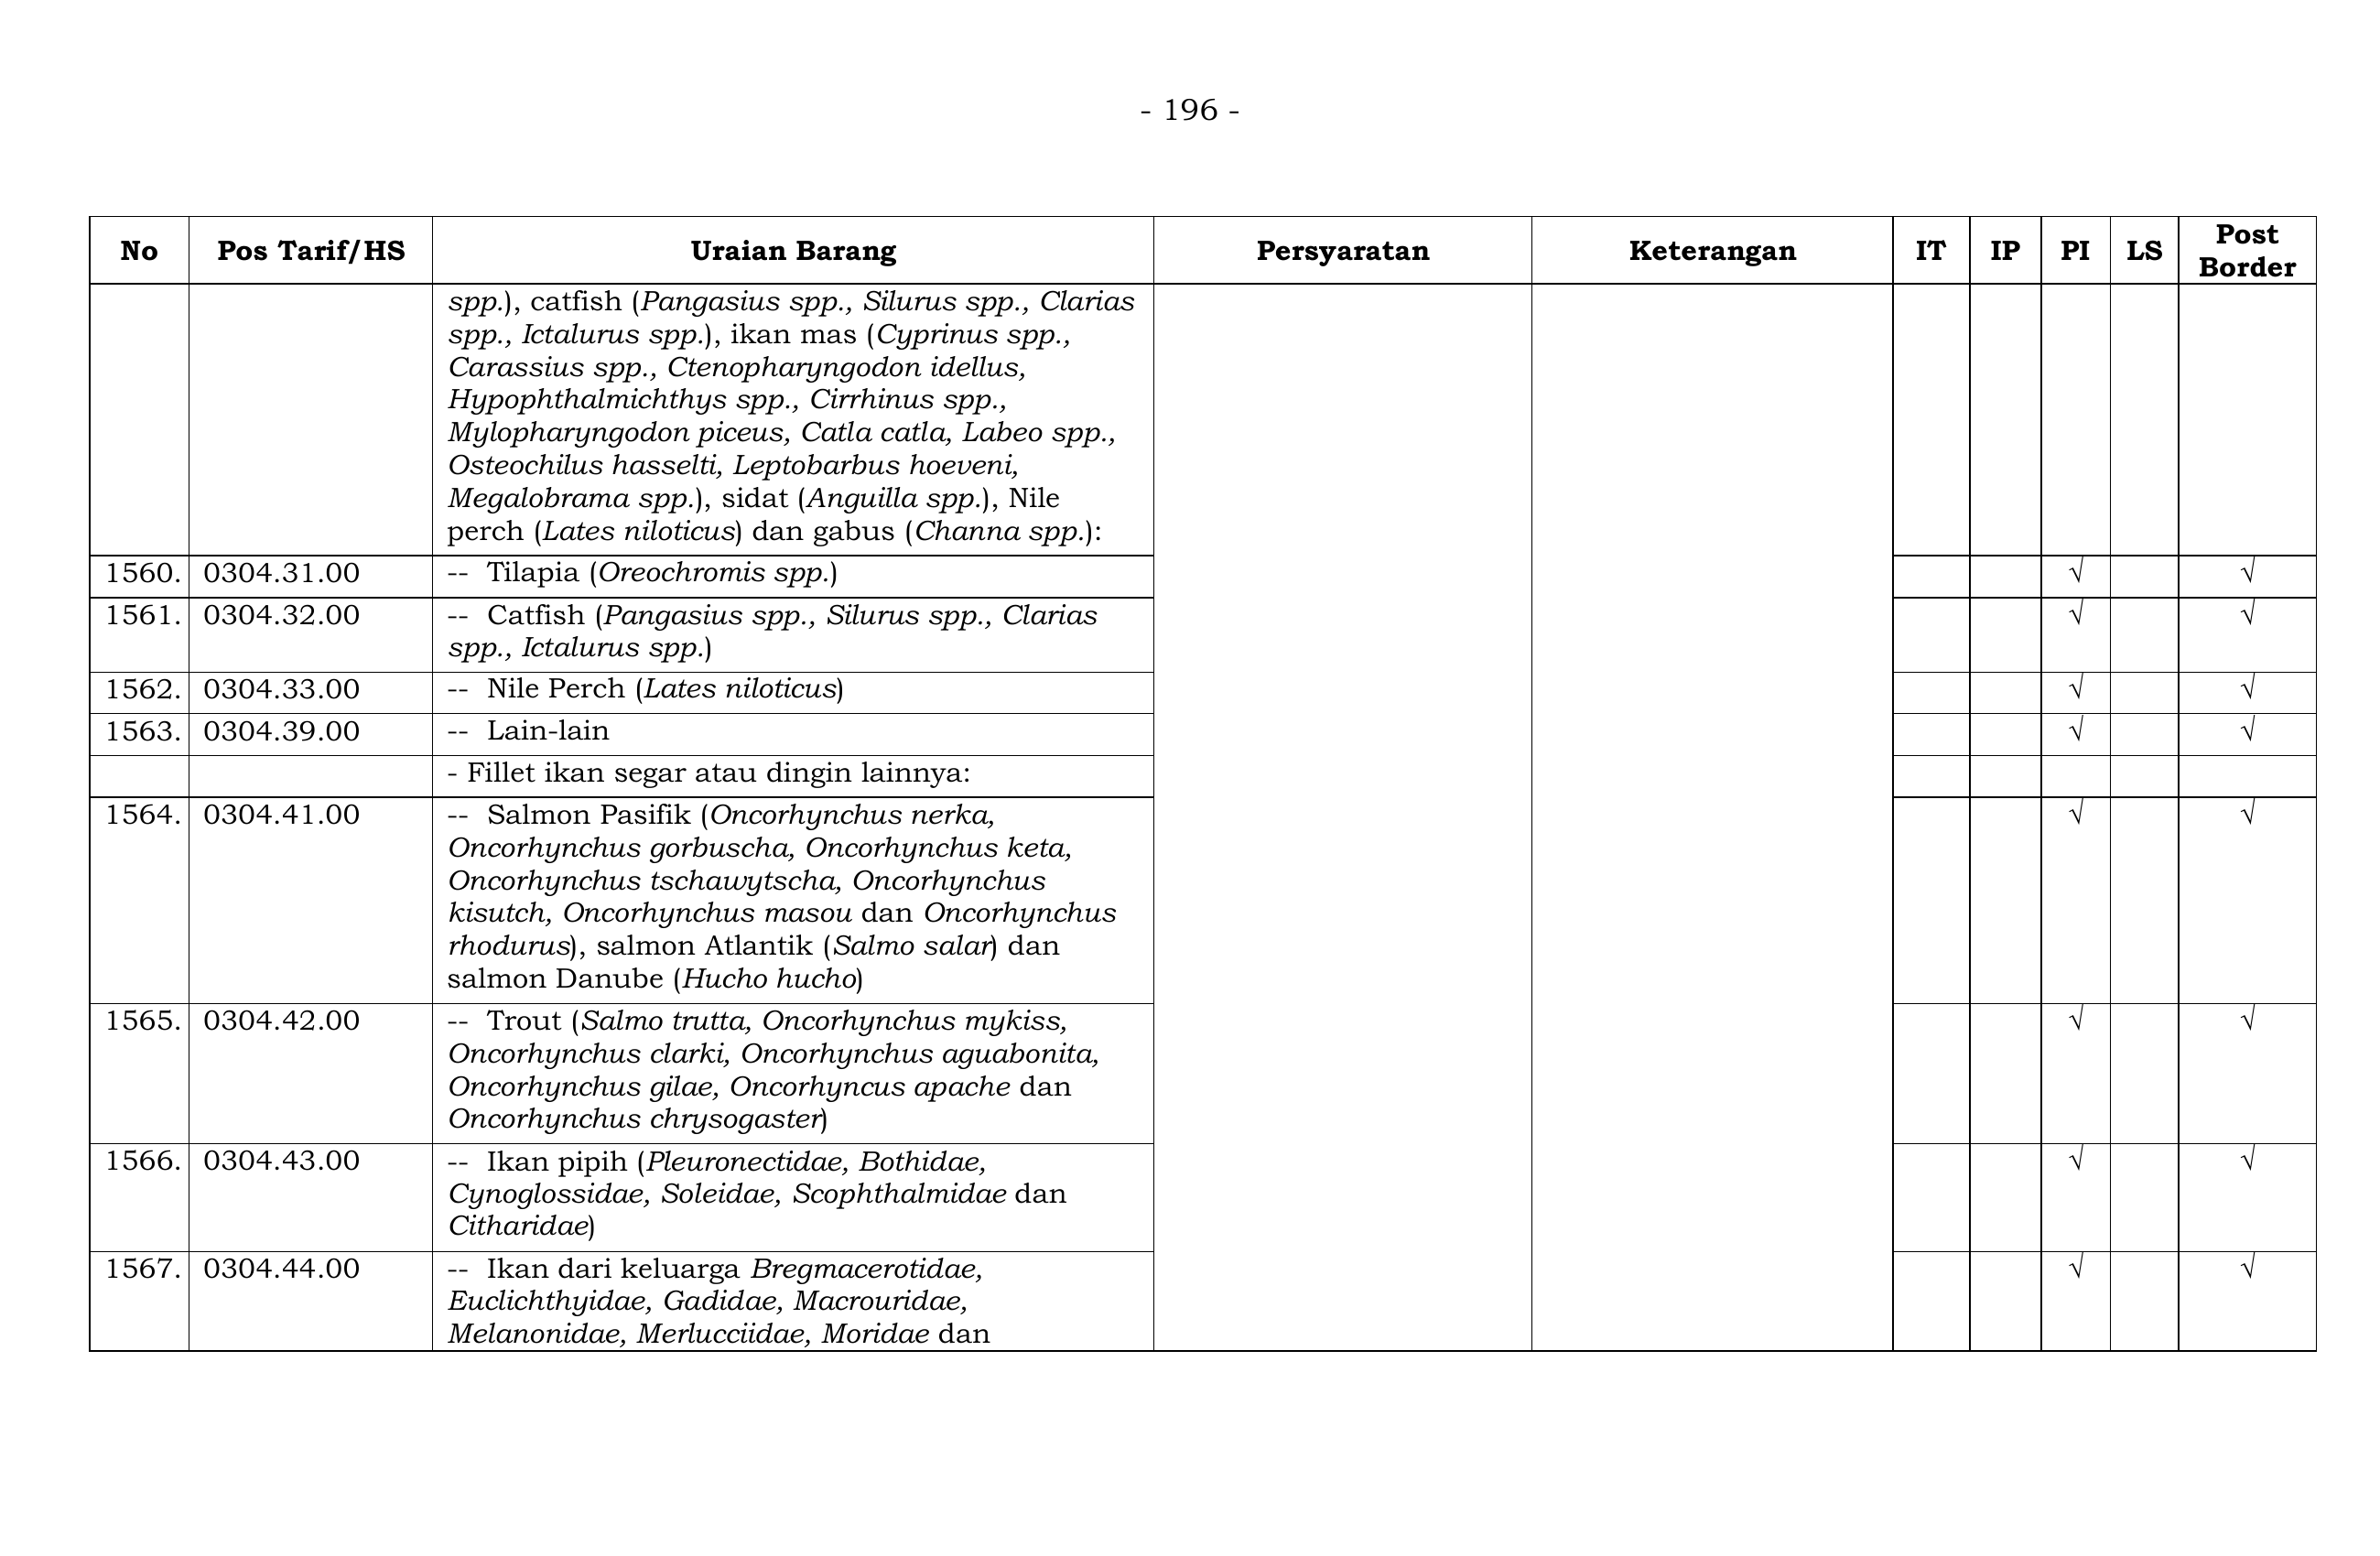 - 196 -
No Pos Tarif/HS Uraian Barang Persyaratan Keterangan IT IP PI LS Post Border
spp.), catfish (Pangasius spp., Silurus spp., Clarias
spp., Ictalurus spp.), ikan mas (Cyprinus spp.,
Carassius spp., Ctenopharyngodon idellus,
Hypophthalmichthys spp., Cirrhinus spp.,
Mylopharyngodon piceus, Catla catla, Labeo spp.,
Osteochilus hasselti, Leptobarbus hoeveni,
Megalobrama spp.), sidat (Anguilla spp.), Nile
perch (Lates niloticus) dan gabus (Channa spp.):
1560. 0304.31.00 -- Tilapia (Oreochromis spp.) √ √
1561. 0304.32.00 -- Catfish (Pangasius spp., Silurus spp., Clarias √ √
spp., Ictalurus spp.)
1562. 0304.33.00 -- Nile Perch (Lates niloticus) √ √
1563. 0304.39.00 -- Lain-lain √ √
- Fillet ikan segar atau dingin lainnya:
1564. 0304.41.00 -- Salmon Pasifik (Oncorhynchus nerka, √ √
Oncorhynchus gorbuscha, Oncorhynchus keta,
Oncorhynchus tschawytscha, Oncorhynchus
kisutch, Oncorhynchus masou dan Oncorhynchus
rhodurus), salmon Atlantik (Salmo salar) dan
salmon Danube (Hucho hucho)
1565. 0304.42.00 -- Trout (Salmo trutta, Oncorhynchus mykiss, √ √
Oncorhynchus clarki, Oncorhynchus aguabonita,
Oncorhynchus gilae, Oncorhyncus apache dan
Oncorhynchus chrysogaster)
1566. 0304.43.00 -- Ikan pipih (Pleuronectidae, Bothidae, √ √
Cynoglossidae, Soleidae, Scophthalmidae dan
Citharidae)
1567. 0304.44.00 -- Ikan dari keluarga Bregmacerotidae, √ √
Euclichthyidae, Gadidae, Macrouridae,
Melanonidae, Merlucciidae, Moridae dan